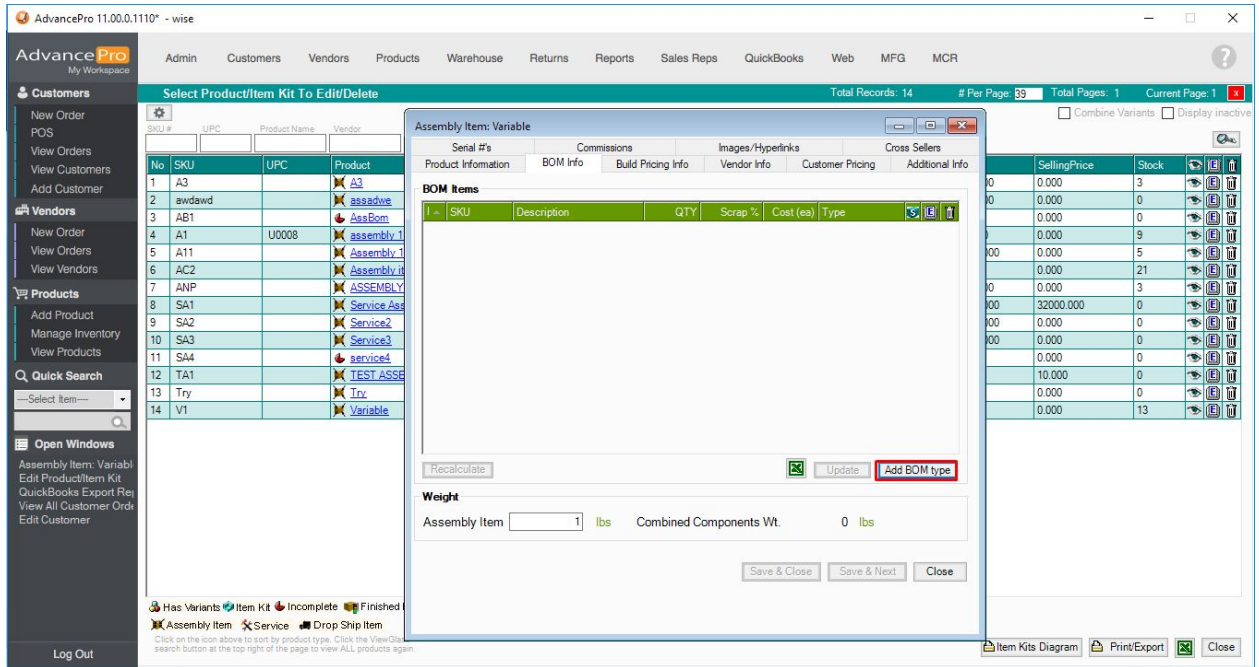 AdvancePro 11.00.0.1110* - wise
AdvancePro
My Workspace
Admin Customers Vendors Products Warehouse Returns Reports Sales Reps QuickBooks Web MFG MCR
?
Customers
New Order
POS
View Orders
View Customers
Add Customer
Vendors
New Order
View Orders
View Vendors
Products
Add Product
Manage Inventory
View Products
Quick Search
---Select Item---
Open Windows
Assembly Item: Variabl
Edit Product/Item Kit
QuickBooks Export Rep
View All Customer Orde
Edit Customer
Log Out
Select Product/Item Kit To Edit/Delete Total Records: 14 # Per Page: 39 Total Pages: 1 Current Page: 1 x
Combine Variants Display inactive
SKU # UPC Product Name Vendor
No SKU UPC Product SellingPrice Stock E
1 A3 A3 00 0.000 3 E
2 awdawd assadwe 00 0.000 0 E
3 AB1 AssBom 0.000 0 E
4 A1 U0008 assembly 1 0 0.000 9 E
5 A11 Assembly 1 000 0.000 5 E
6 AC2 Assembly it 0.000 21 E
7 ANP ASSEMBLY 00 0.000 3 E
8 SA1 Service Ass 000 32000.000 0 E
9 SA2 Service2 000 0.000 0 E
10 SA3 Service3 000 0.000 0 E
11 SA4 service4 0.000 0 E
12 TA1 TEST ASSE 10.000 0 E
13 Try Try 0.000 0 E
14 V1 Variable 0.000 13 E
Assembly Item: Variable
Serial #'s Commissions Images/Hyperlinks Cross Sellers
Product Infomation BOM Info Build Pricing Info Vendor Info Customer Pricing Additional Info
BOM Items
SKU Description QTY Scrap % Cost (ea) Type S E
Recalculate Update Add BOM type
Weight
Assembly Item 1 lbs Combined Components Wt. 0 lbs
Save & Close Save & Next Close
Has Variants Item Kit Incomplete Finished
Assembly Item Service Drop Ship Item
Click on the icon above to sort by product type. Click the ViewGlas
search button at the top right of the page to view ALL products again.
Item Kits Diagram Print/Export Close